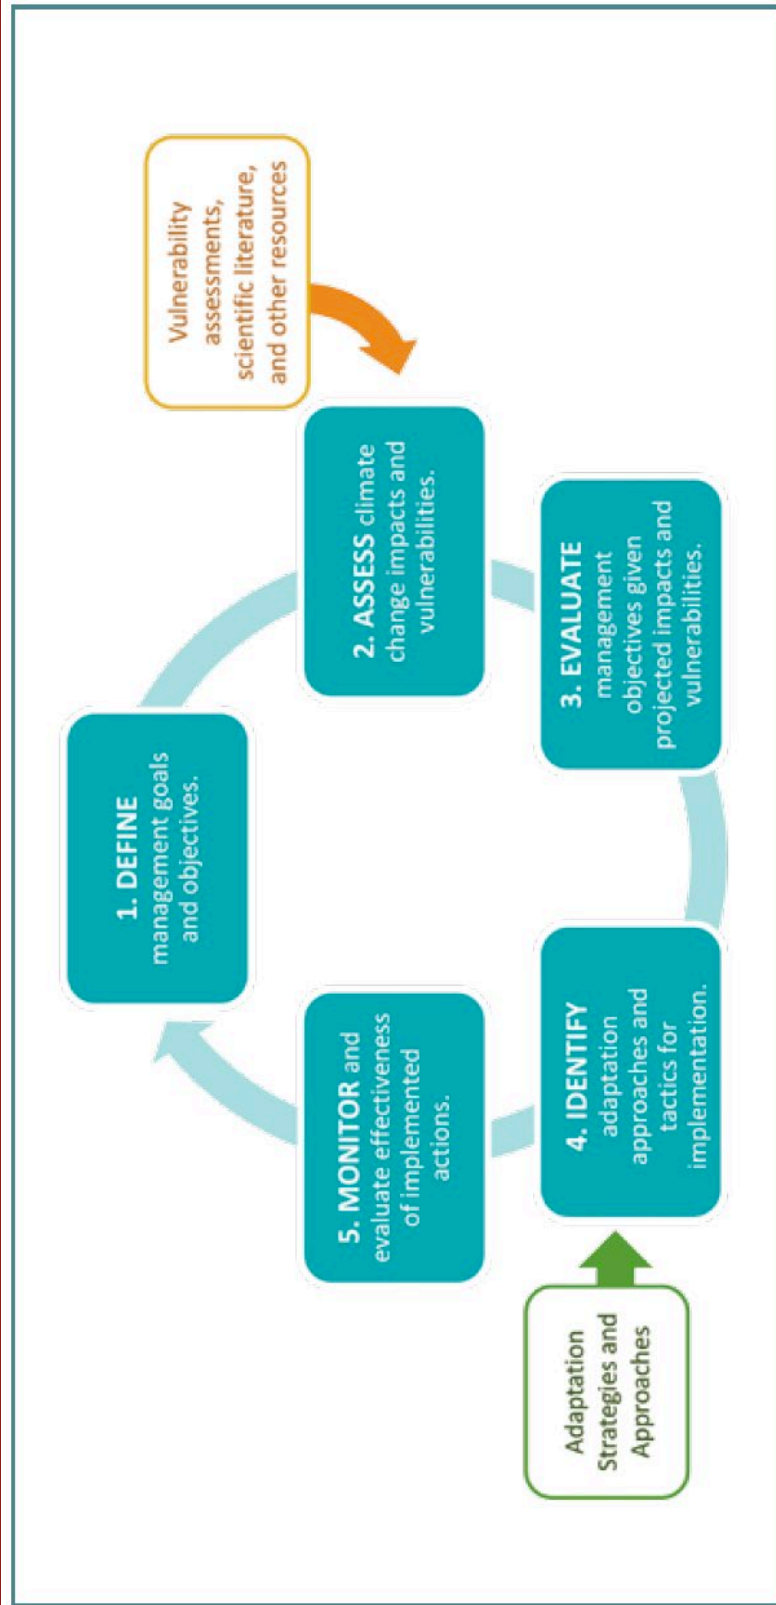 1. DEFINE
management goals
and objectives.
Vulnerability
assessments,
scientific literature,
and other resources
2. ASSESS climate
change impacts and
vulnerabilities.
3. EVALUATE
management
objectives given
projected impacts and
vulnerabilities.
4. IDENTIFY
adaptation
approaches and
tactics for
implementation.
Adaptation
Strategies and
Approaches
5. MONITOR and
evaluate effectiveness
of implemented
actions.